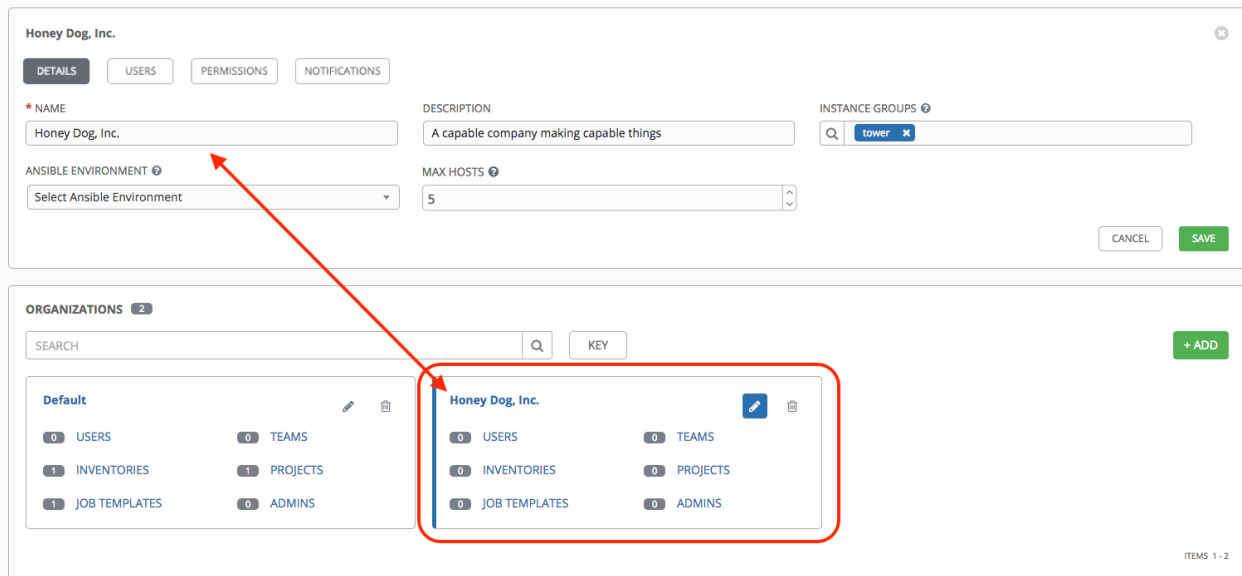 Honey Dog, Inc.
DETAILS USERS PERMISSIONS NOTIFICATIONS
* NAME DESCRIPTION INSTANCE GROUPS
Honey Dog, Inc. A capable company making capable things tower
ANSIBLE ENVIRONMENT MAX HOSTS
Select Ansible Environment 5
CANCEL SAVE
ORGANIZATIONS 2
SEARCH KEY + ADD
Default Honey Dog, Inc.
0 USERS 0 TEAMS 0 USERS 0 TEAMS
1 INVENTORIES 1 PROJECTS 0 INVENTORIES 0 PROJECTS
1 JOB TEMPLATES 0 ADMINS 0 JOB TEMPLATES 0 ADMINS
ITEMS 1 - 2